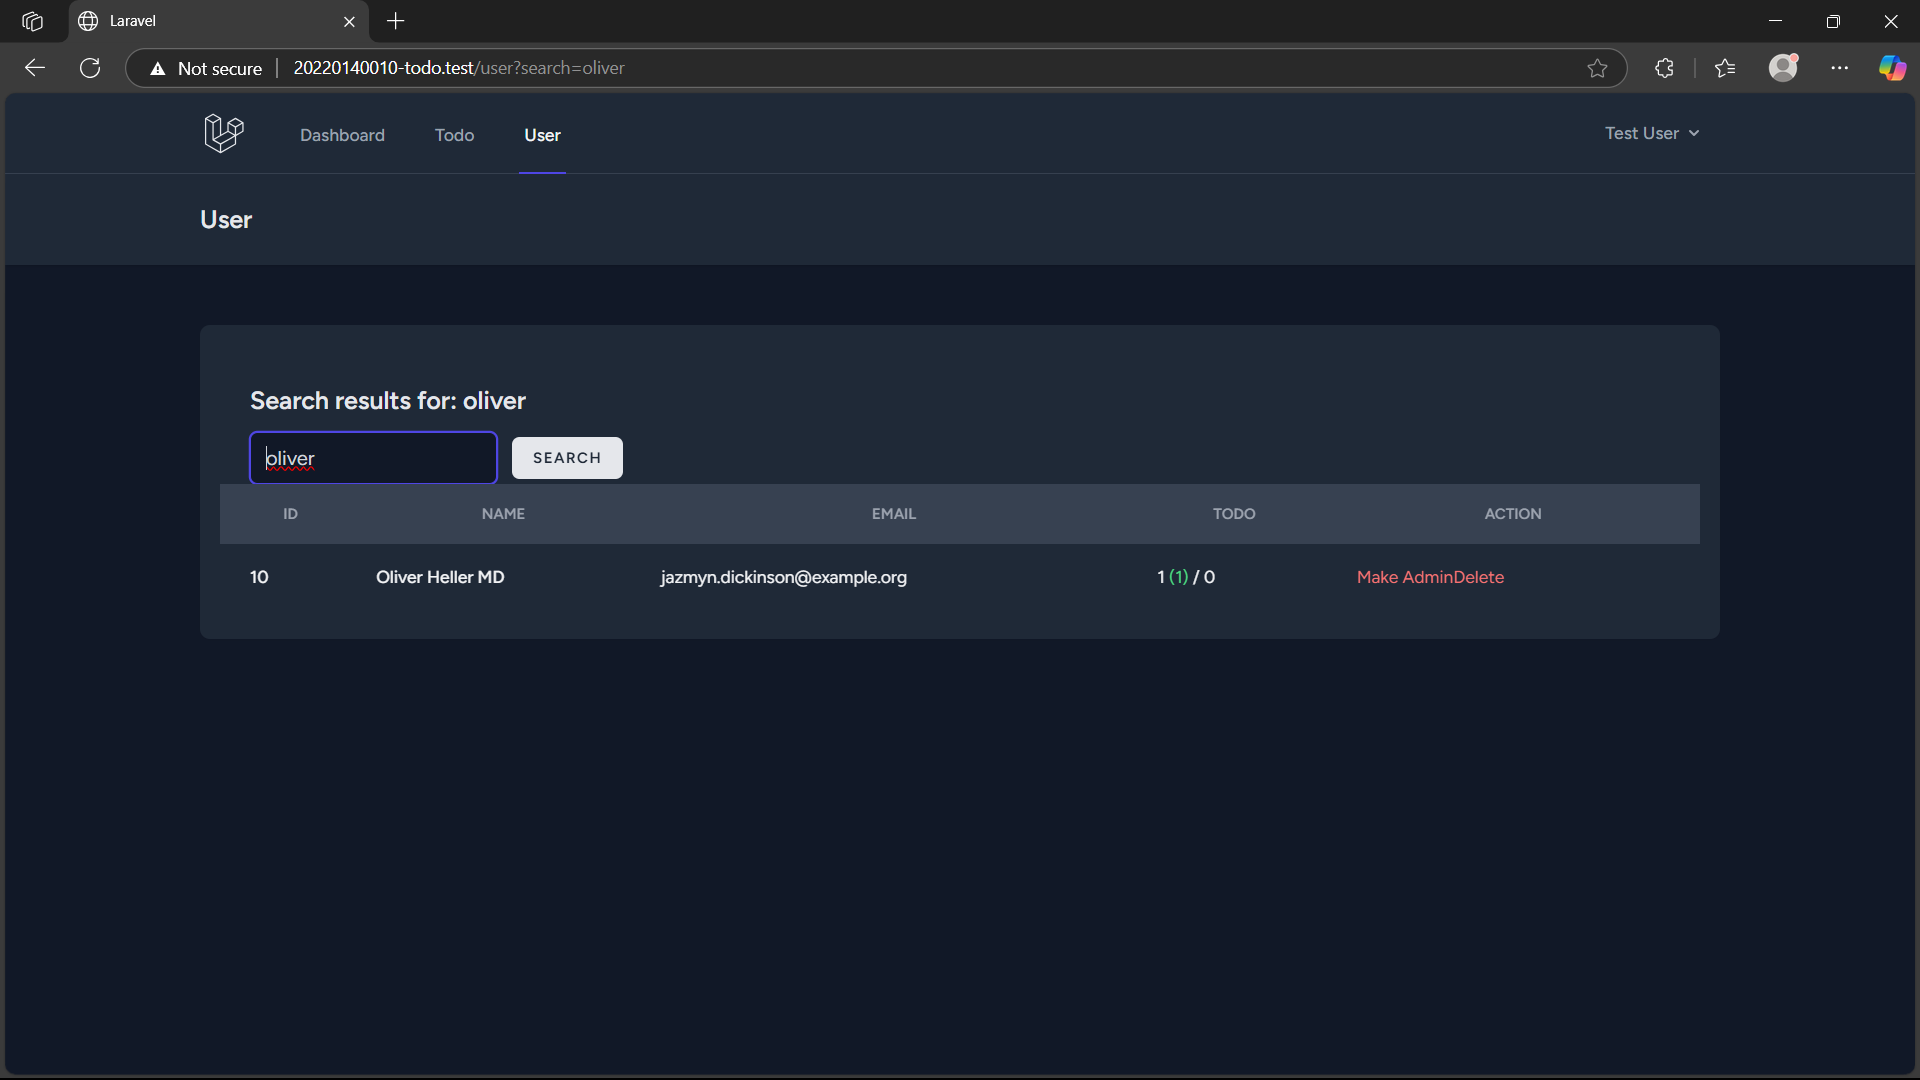 Laravel
Not secure 20220140010-todo.test/user?search=oliver
Dashboard Todo User Test User
User
Search results for: oliver
oliver SEARCH
ID NAME EMAIL TODO ACTION
10 Oliver Heller MD jazmyn.dickinson@example.org 1 (1) / 0 Make AdminDelete